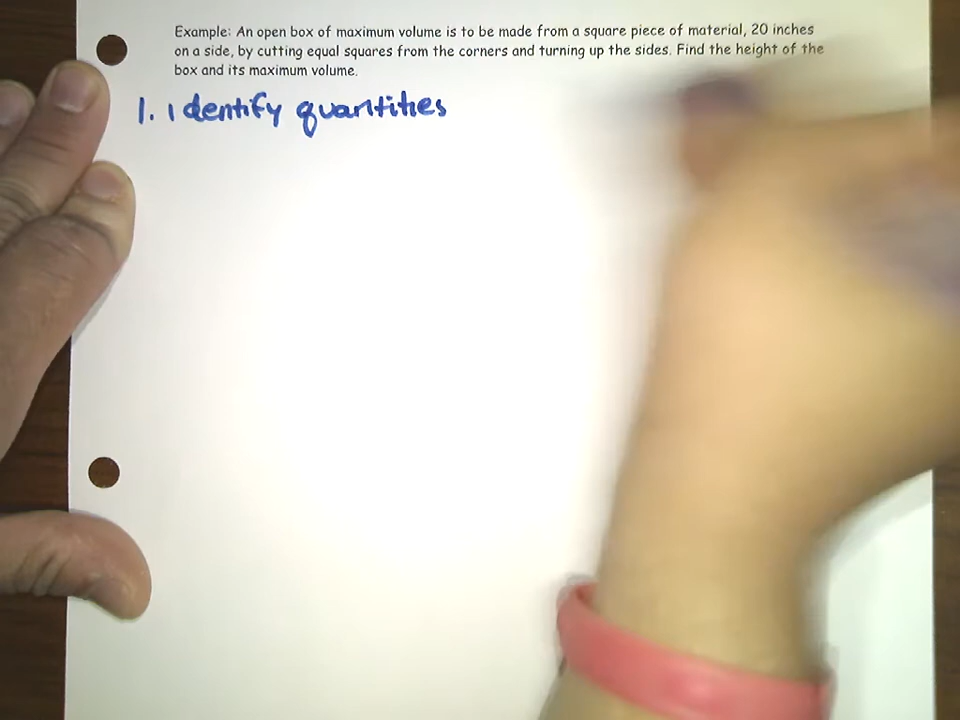 Example: An open box of maximum volume is to be made from a square piece of material, 20 inches
on a side, by cutting equal squares from the corners and turning up the sides. Find the height of the
box and its maximum volume.
1. identify quantities